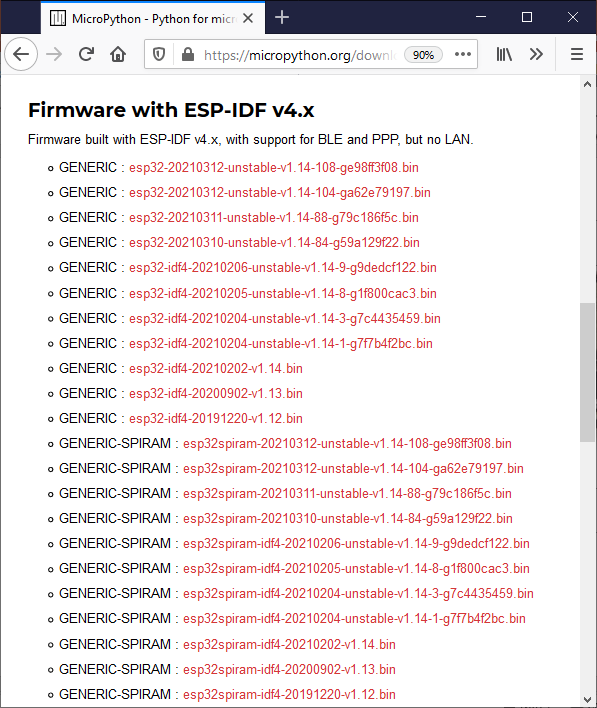 MicroPython - Python for micro
https://micropython.org/downl
90%
Firmware with ESP-IDF v4.x
Firmware built with ESP-IDF v4.x, with support for BLE and PPP, but no LAN.
GENERIC : esp32-20210312-unstable-v1.14-108-ge98ff3f08.bin
GENERIC : esp32-20210312-unstable-v1.14-104-ga62e79197.bin
GENERIC : esp32-20210311-unstable-v1.14-88-g79c186f5c.bin
GENERIC : esp32-20210310-unstable-v1.14-84-g59a129f22.bin
GENERIC : esp32-idf4-20210206-unstable-v1.14-9-g9dedcf122.bin
GENERIC : esp32-idf4-20210205-unstable-v1.14-8-g1f800cac3.bin
GENERIC : esp32-idf4-20210204-unstable-v1.14-3-g7c4435459.bin
GENERIC : esp32-idf4-20210204-unstable-v1.14-1-g7f7b4f2bc.bin
GENERIC : esp32-idf4-20210202-v1.14.bin
GENERIC : esp32-idf4-20200902-v1.13.bin
GENERIC : esp32-idf4-20191220-v1.12.bin
GENERIC-SPIRAM : esp32spiram-20210312-unstable-v1.14-108-ge98ff3f08.bin
GENERIC-SPIRAM : esp32spiram-20210312-unstable-v1.14-104-ga62e79197.bin
GENERIC-SPIRAM : esp32spiram-20210311-unstable-v1.14-88-g79c186f5c.bin
GENERIC-SPIRAM : esp32spiram-20210310-unstable-v1.14-84-g59a129f22.bin
GENERIC-SPIRAM : esp32spiram-idf4-20210206-unstable-v1.14-9-g9dedcf122.bin
GENERIC-SPIRAM : esp32spiram-idf4-20210205-unstable-v1.14-8-g1f800cac3.bin
GENERIC-SPIRAM : esp32spiram-idf4-20210204-unstable-v1.14-3-g7c4435459.bin
GENERIC-SPIRAM : esp32spiram-idf4-20210204-unstable-v1.14-1-g7f7b4f2bc.bin
GENERIC-SPIRAM : esp32spiram-idf4-20210202-v1.14.bin
GENERIC-SPIRAM : esp32spiram-idf4-20200902-v1.13.bin
GENERIC-SPIRAM : esp32spiram-idf4-20191220-v1.12.bin